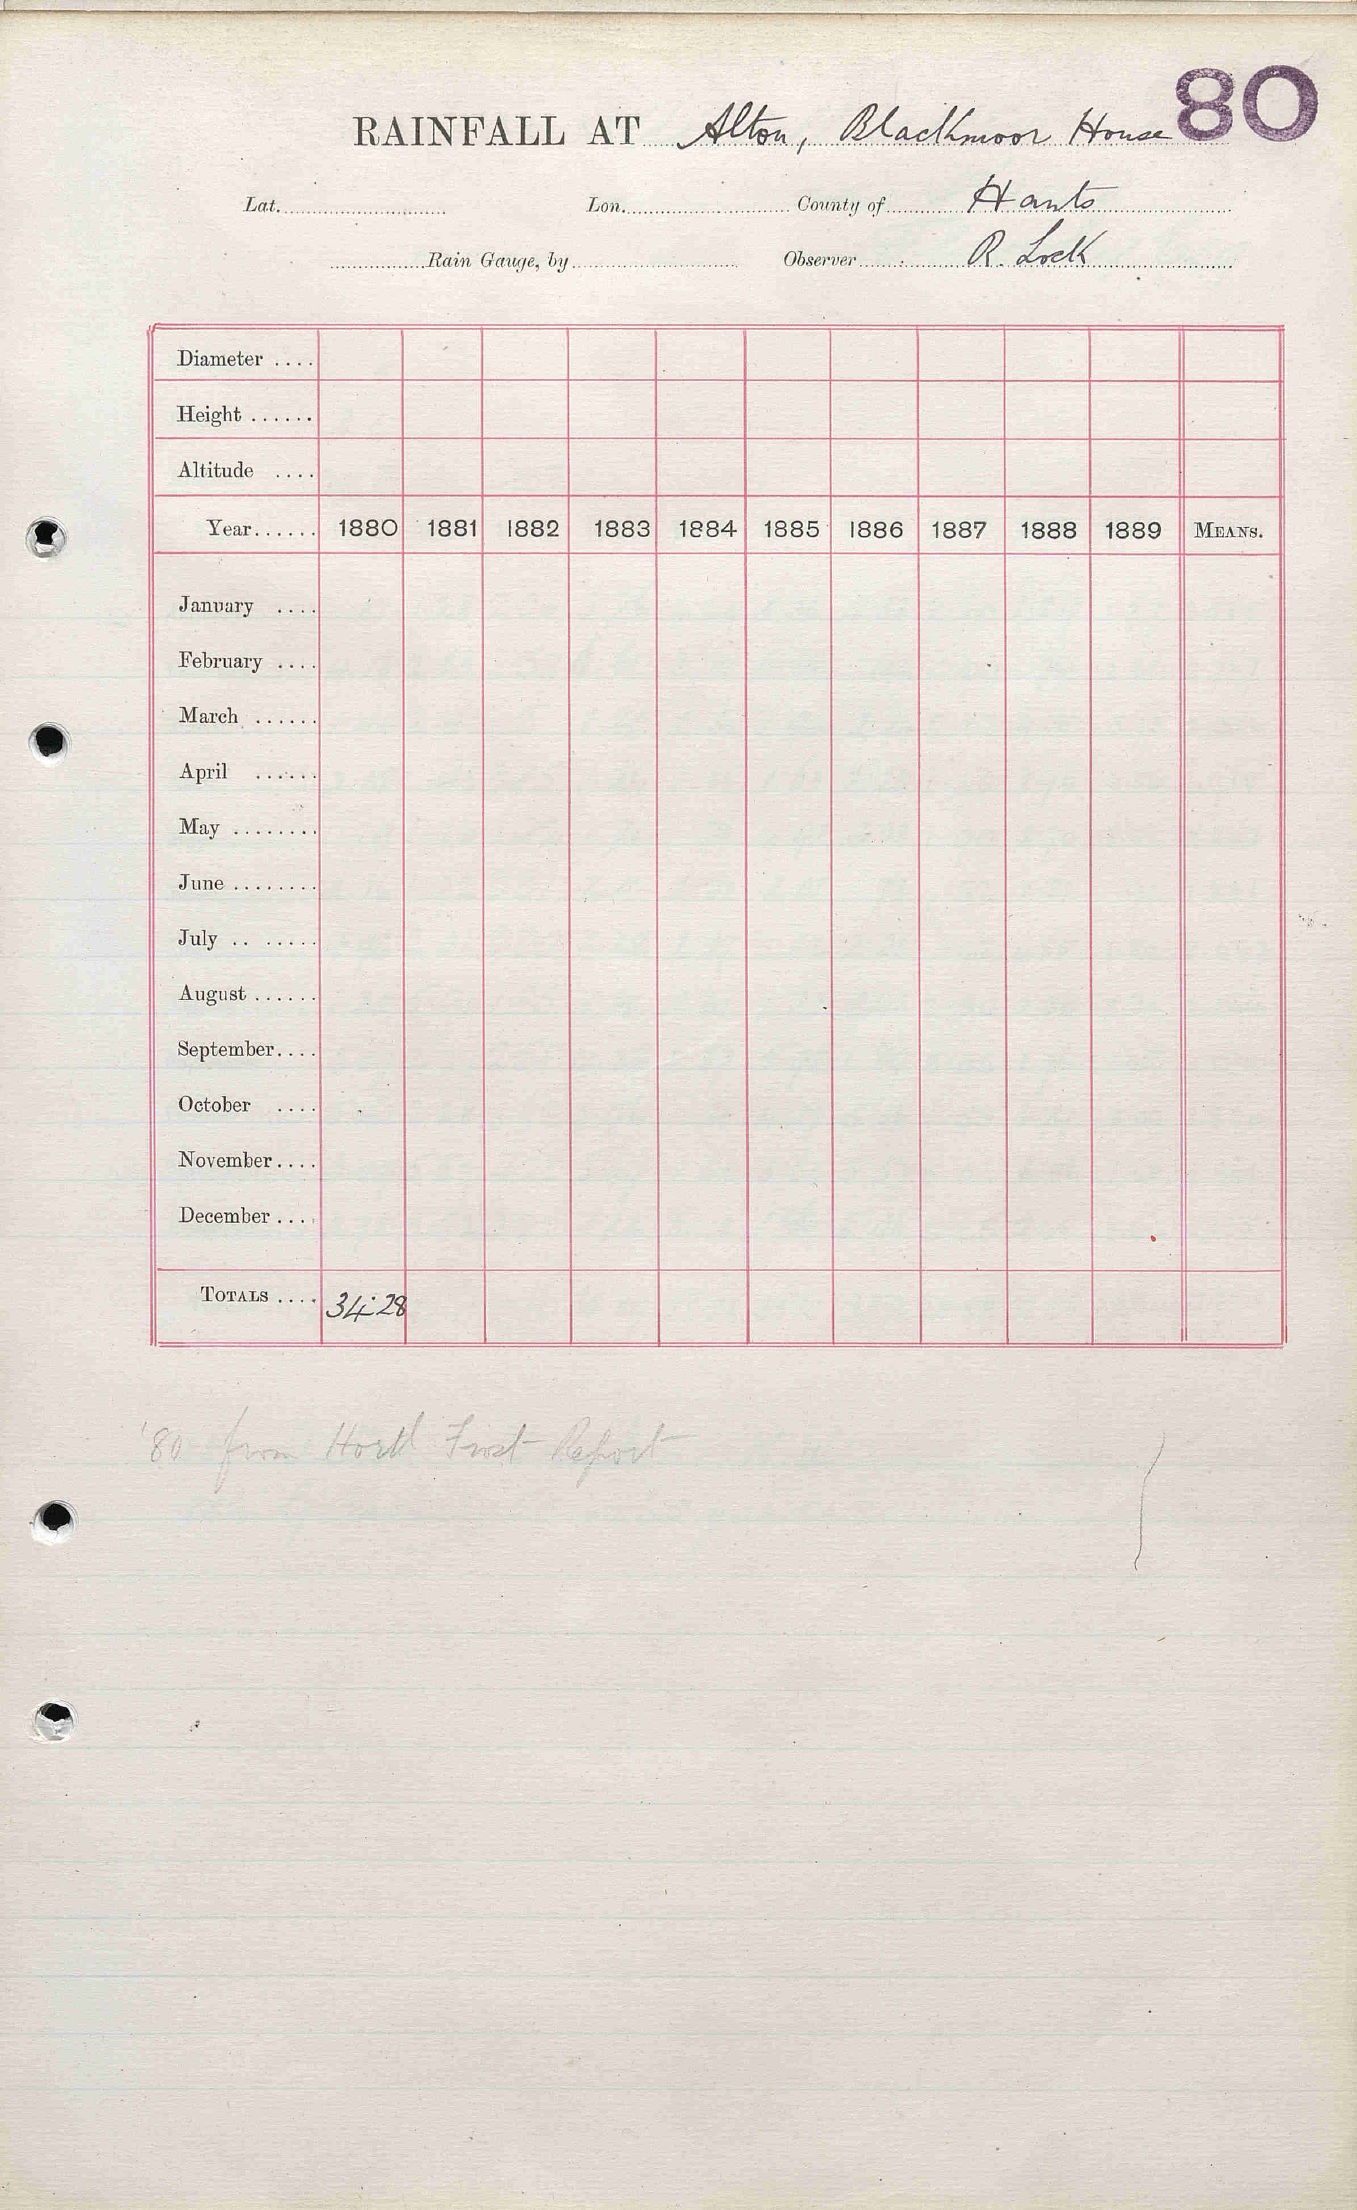 80
RAINFALL AT Alton, Blackmoor House
Lat. Lon. County of Hants
Rain Gauge, by Observer R. Lock
Diameter ....
Height ......
Altitude ....
Year...... 1880 1881 1882 1883 1884 1885 1886 1887 1888 1889 MEANS.
January ....
February ....
March ......
April ......
May ........
June ........
July .. .....
August ......
September....
October ....
November....
December ....
TOTALS .... 34.28
'80 from Hortl Frost Report